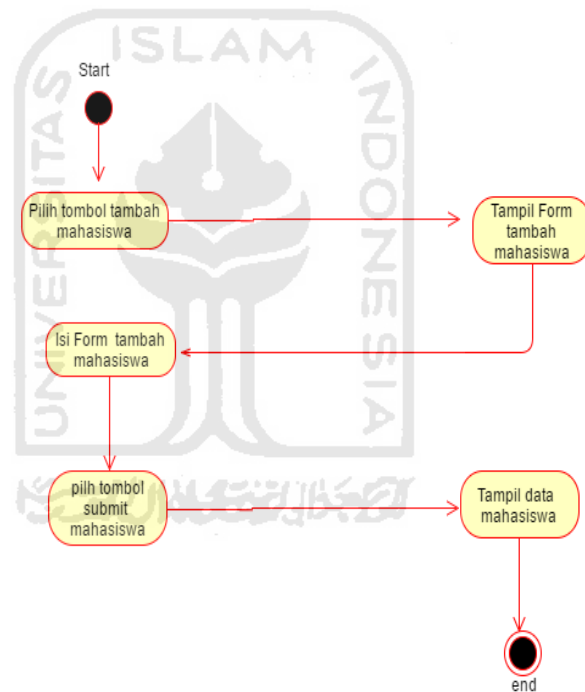 ISLAM
UNIVERSITAS
INDONESIA
Start
Pilih tombol tambah
mahasiswa
Tampil Form
tambah
mahasiswa
Isi Form tambah
mahasiswa
pilh tombol
submit
mahasiswa
Tampil data
mahasiswa
end